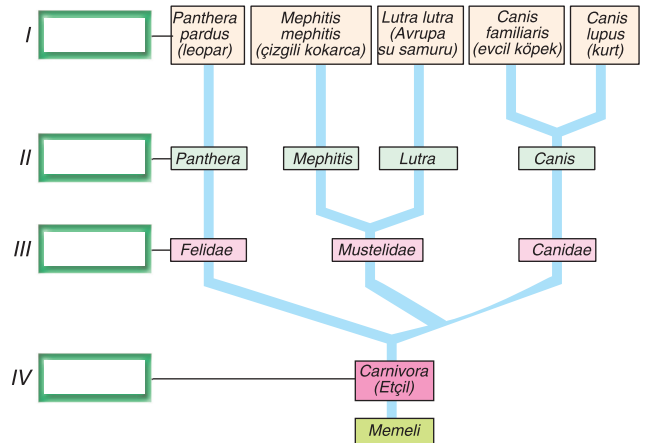 I
Panthera
pardus
(leopar)
Mephitis
mephitis
(çizgili kokarca)
Lutra lutra
(Avrupa
su samuru)
Canis
familiaris
(evcil köpek)
Canis
lupus
(kurt)
II
Panthera
Mephitis
Lutra
Canis
III
Felidae
Mustelidae
Canidae
IV
Carnivora
(Etçil)
Memeli